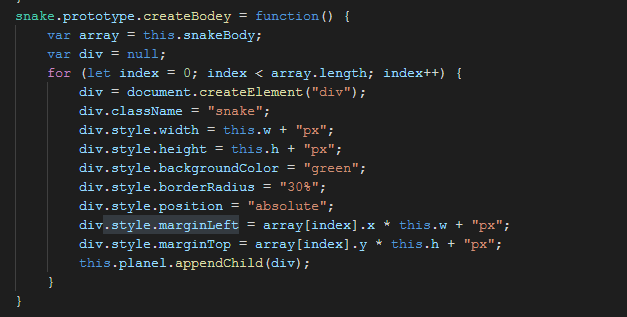 snake.prototype.createBodey = function() {
var array = this.snakeBody;
var div = null;
for (let index = 0; index < array.length; index++) {
div = document.createElement("div");
div.className = "snake";
div.style.width = this.w + "px";
div.style.height = this.h + "px";
div.style.backgroundColor = "green";
div.style.borderRadius = "30%";
div.style.position = "absolute";
div.style.marginLeft = array[index].x * this.w + "px";
div.style.marginTop = array[index].y * this.h + "px";
this.planel.appendChild(div);
}
}